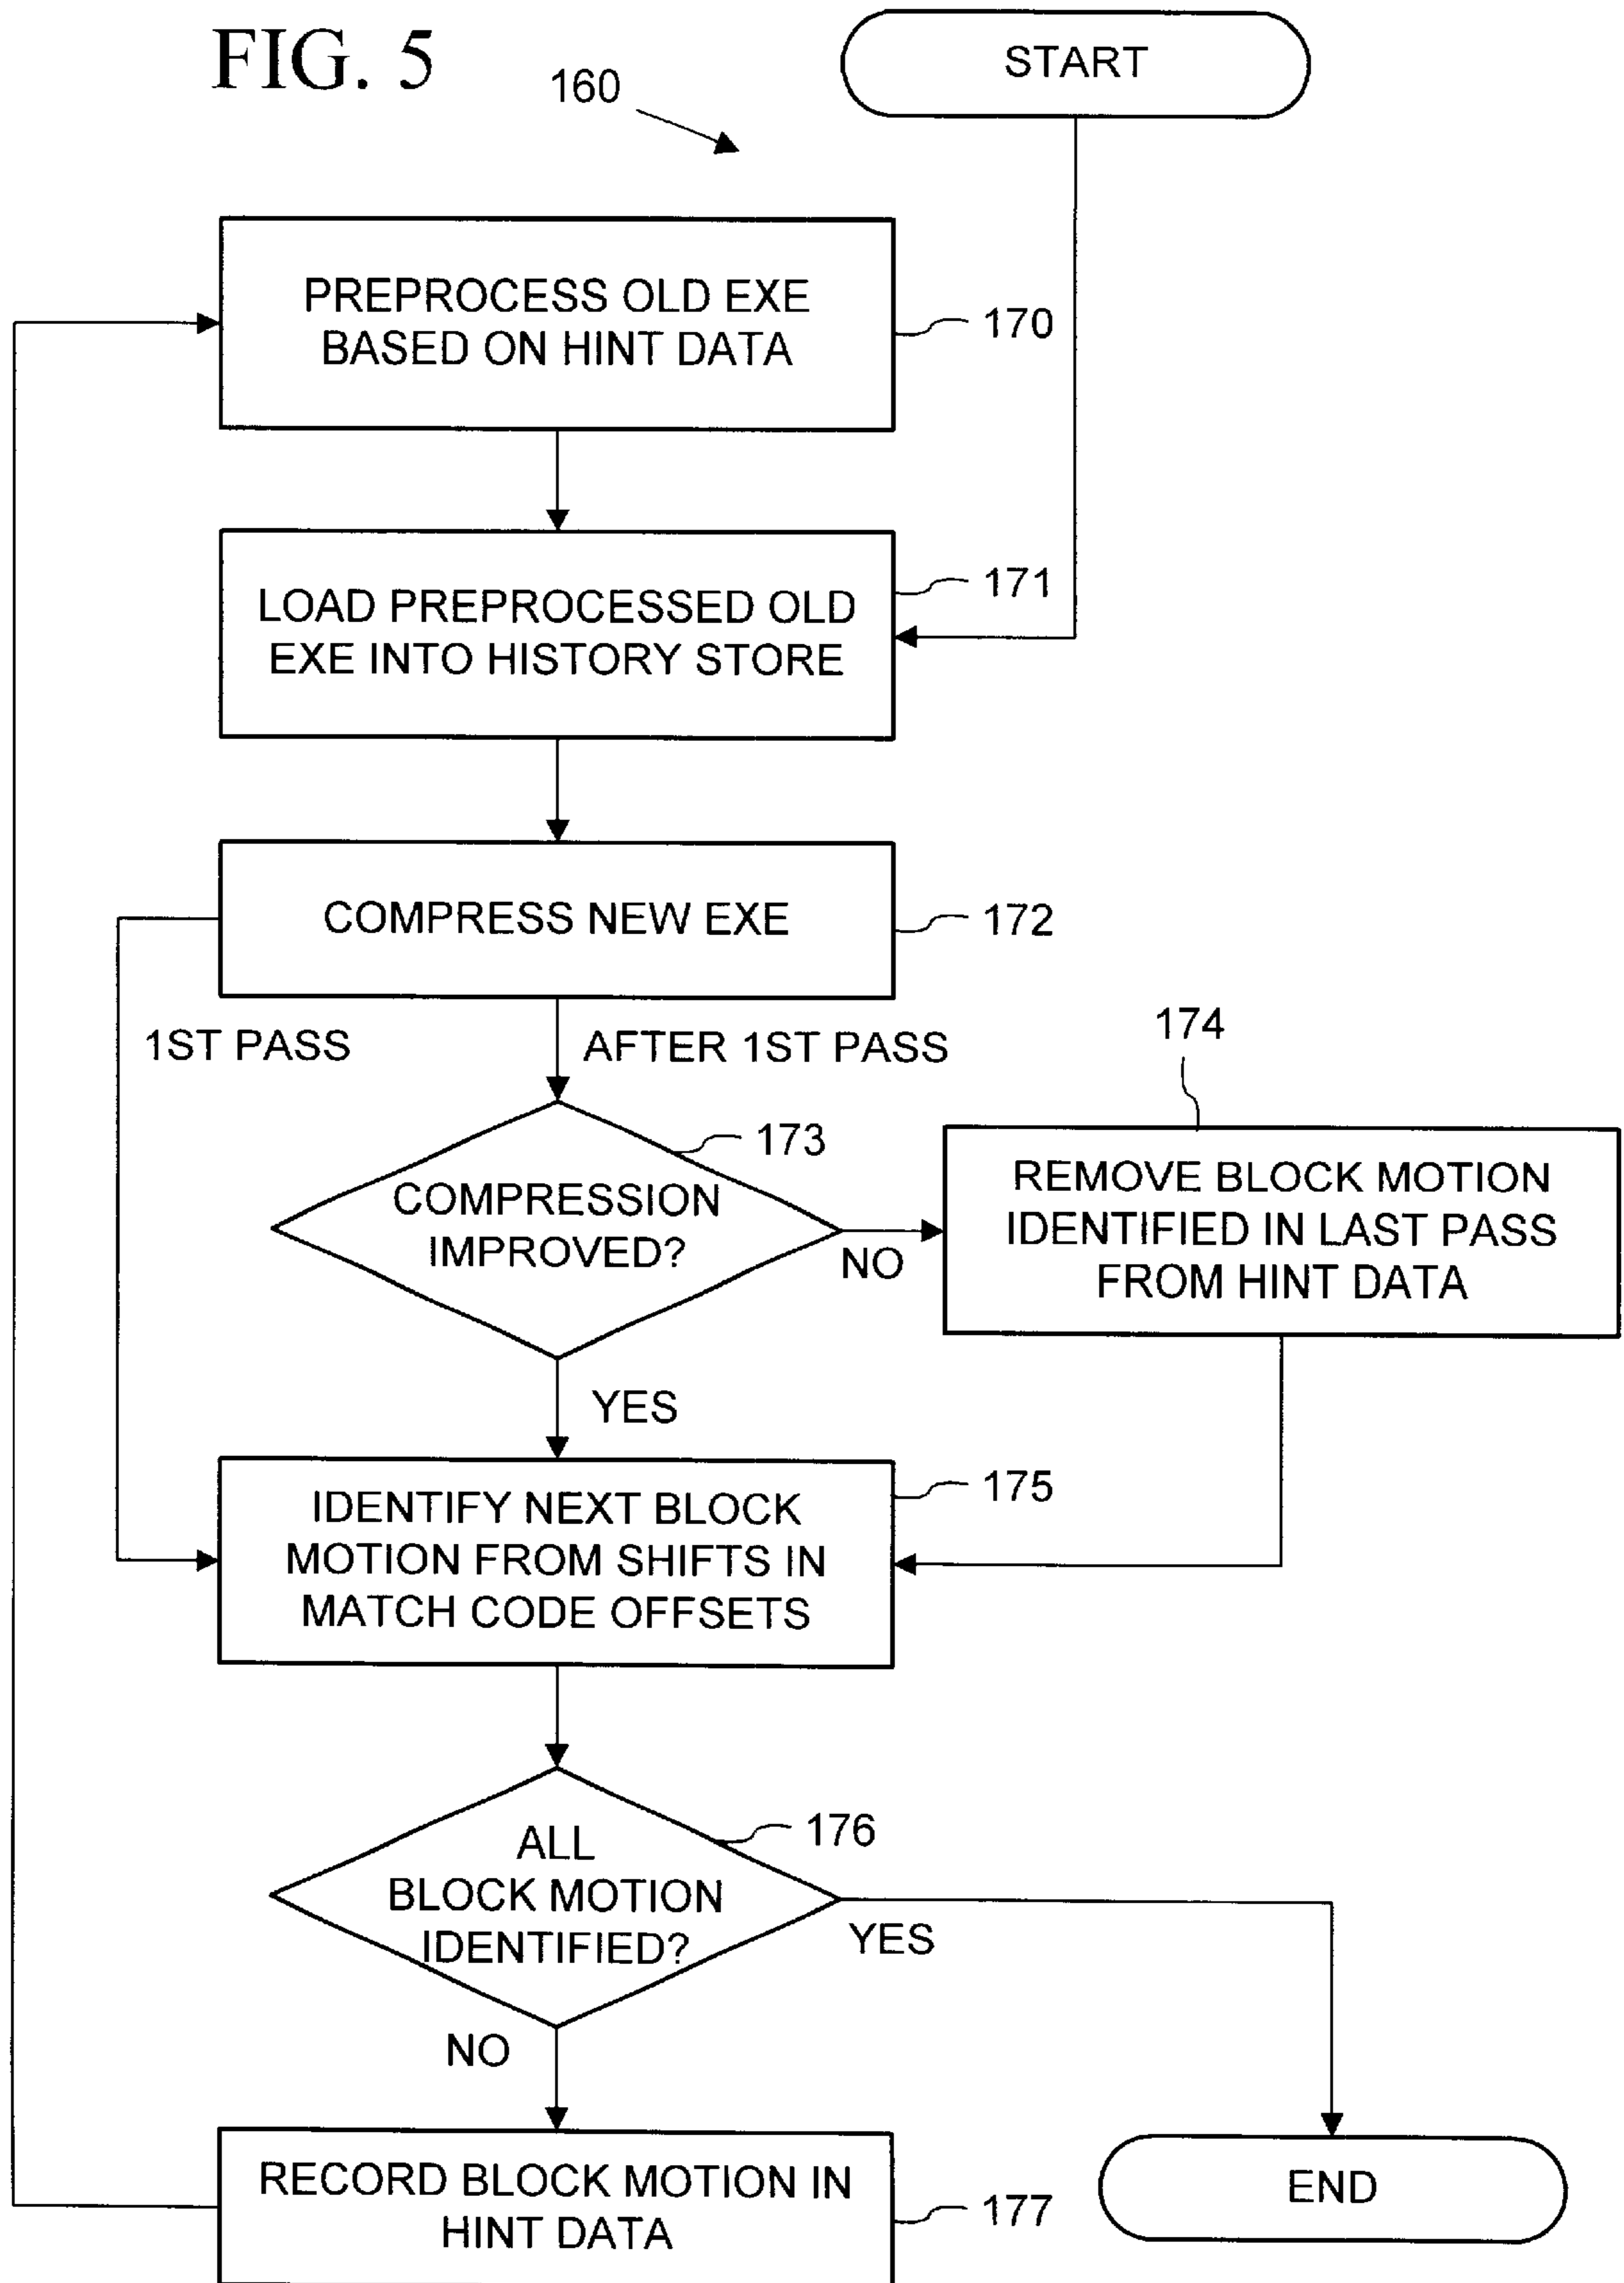 FIG. 5
160
START
PREPROCESS OLD EXE
BASED ON HINT DATA
170
LOAD PREPROCESSED OLD
EXE INTO HISTORY STORE
171
COMPRESS NEW EXE
172
1ST PASS
AFTER 1ST PASS
173
COMPRESSION
IMPROVED?
NO
YES
174
REMOVE BLOCK MOTION
IDENTIFIED IN LAST PASS
FROM HINT DATA
IDENTIFY NEXT BLOCK
MOTION FROM SHIFTS IN
MATCH CODE OFFSETS
175
ALL
BLOCK MOTION
IDENTIFIED?
176
YES
NO
RECORD BLOCK MOTION IN
HINT DATA
177
END